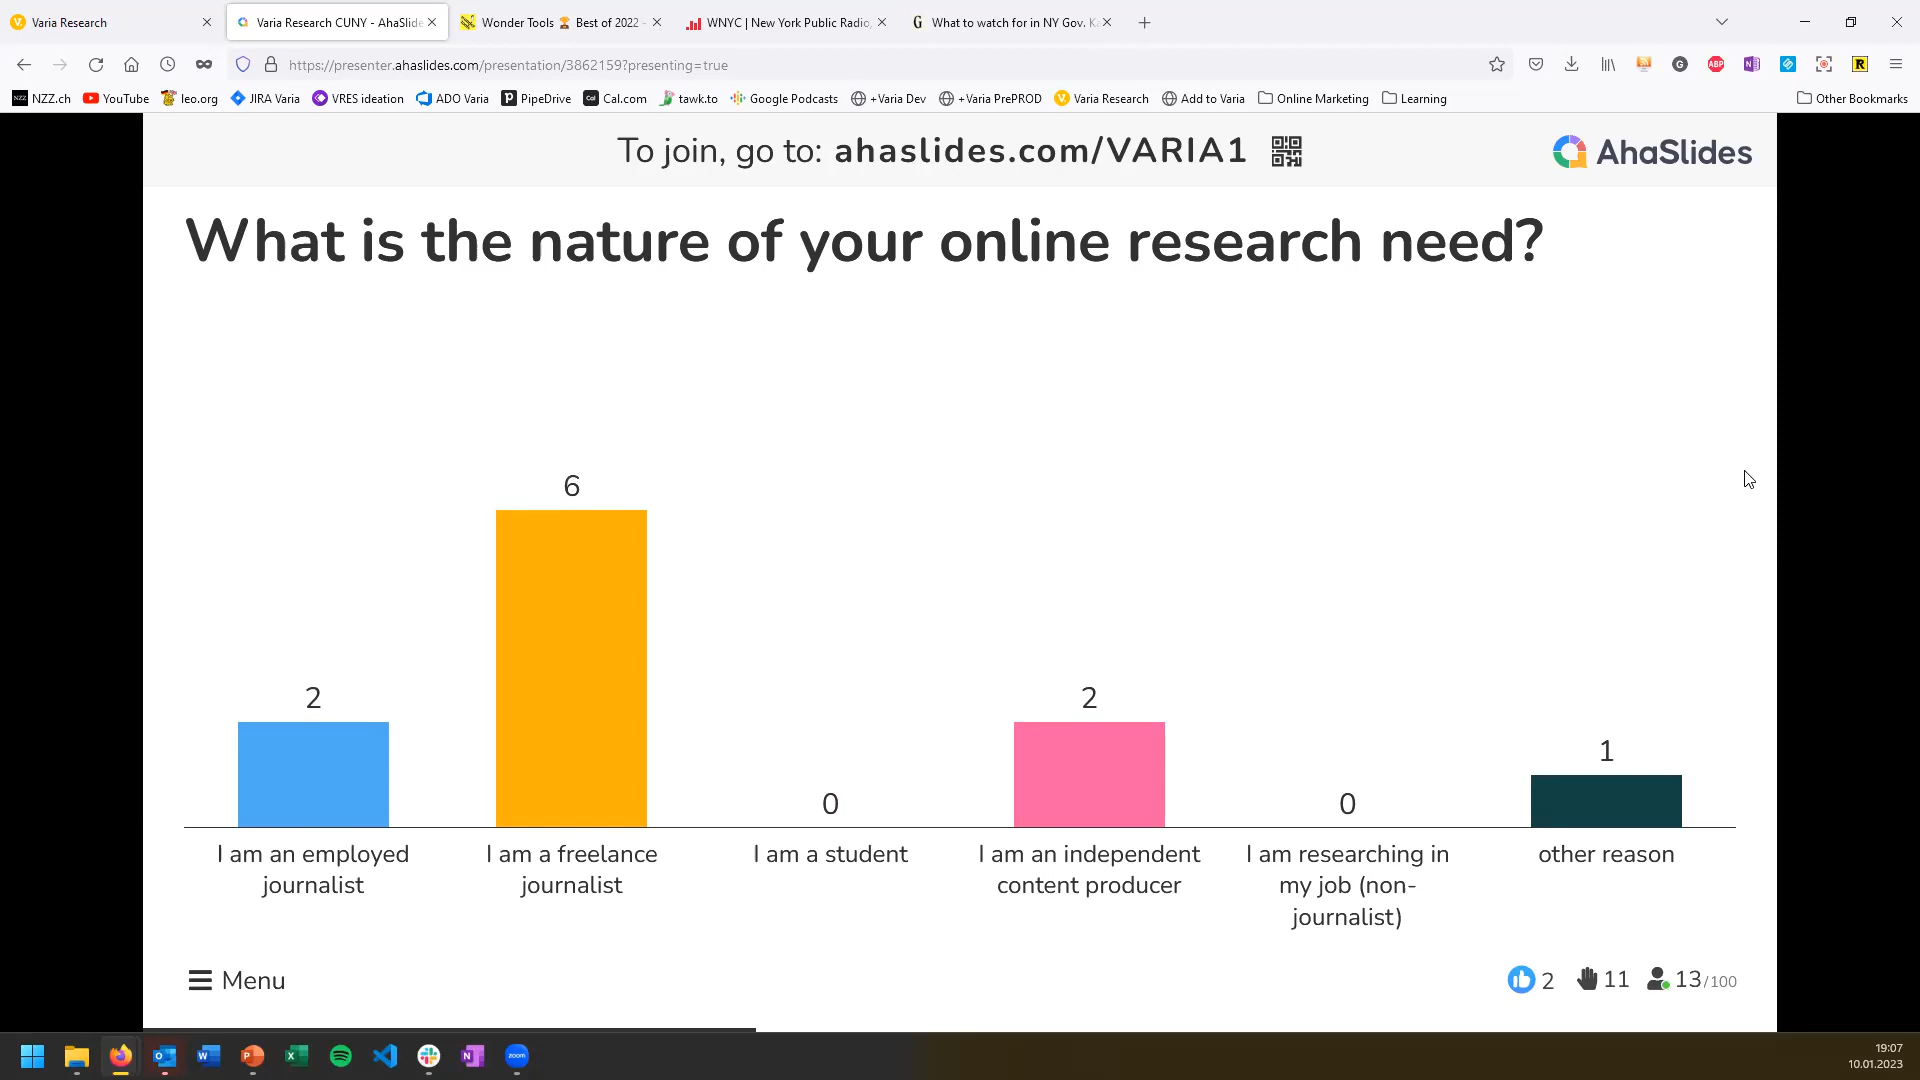 Varia Research
Varia Research CUNY - AhaSlide
Wonder Tools 🏆 Best of 2022 -
WNYC | New York Public Radio,
What to watch for in NY Gov. Ka
https://presenter.ahaslides.com/presentation/3862159?presenting=true
NZZ.ch YouTube leo.org JIRA Varia VRES ideation ADO Varia PipeDrive Cal.com tawk.to Google Podcasts +Varia Dev +Varia PrePROD Varia Research Add to Varia Online Marketing Learning Other Bookmarks
To join, go to: ahaslides.com/VARIA1
AhaSlides
What is the nature of your online research need?
2
6
0
2
0
1
I am an employed
journalist
I am a freelance
journalist
I am a student
I am an independent
content producer
I am researching in
my job (non-
journalist)
other reason
Menu
2 11 13/100
19:07
10.01.2023